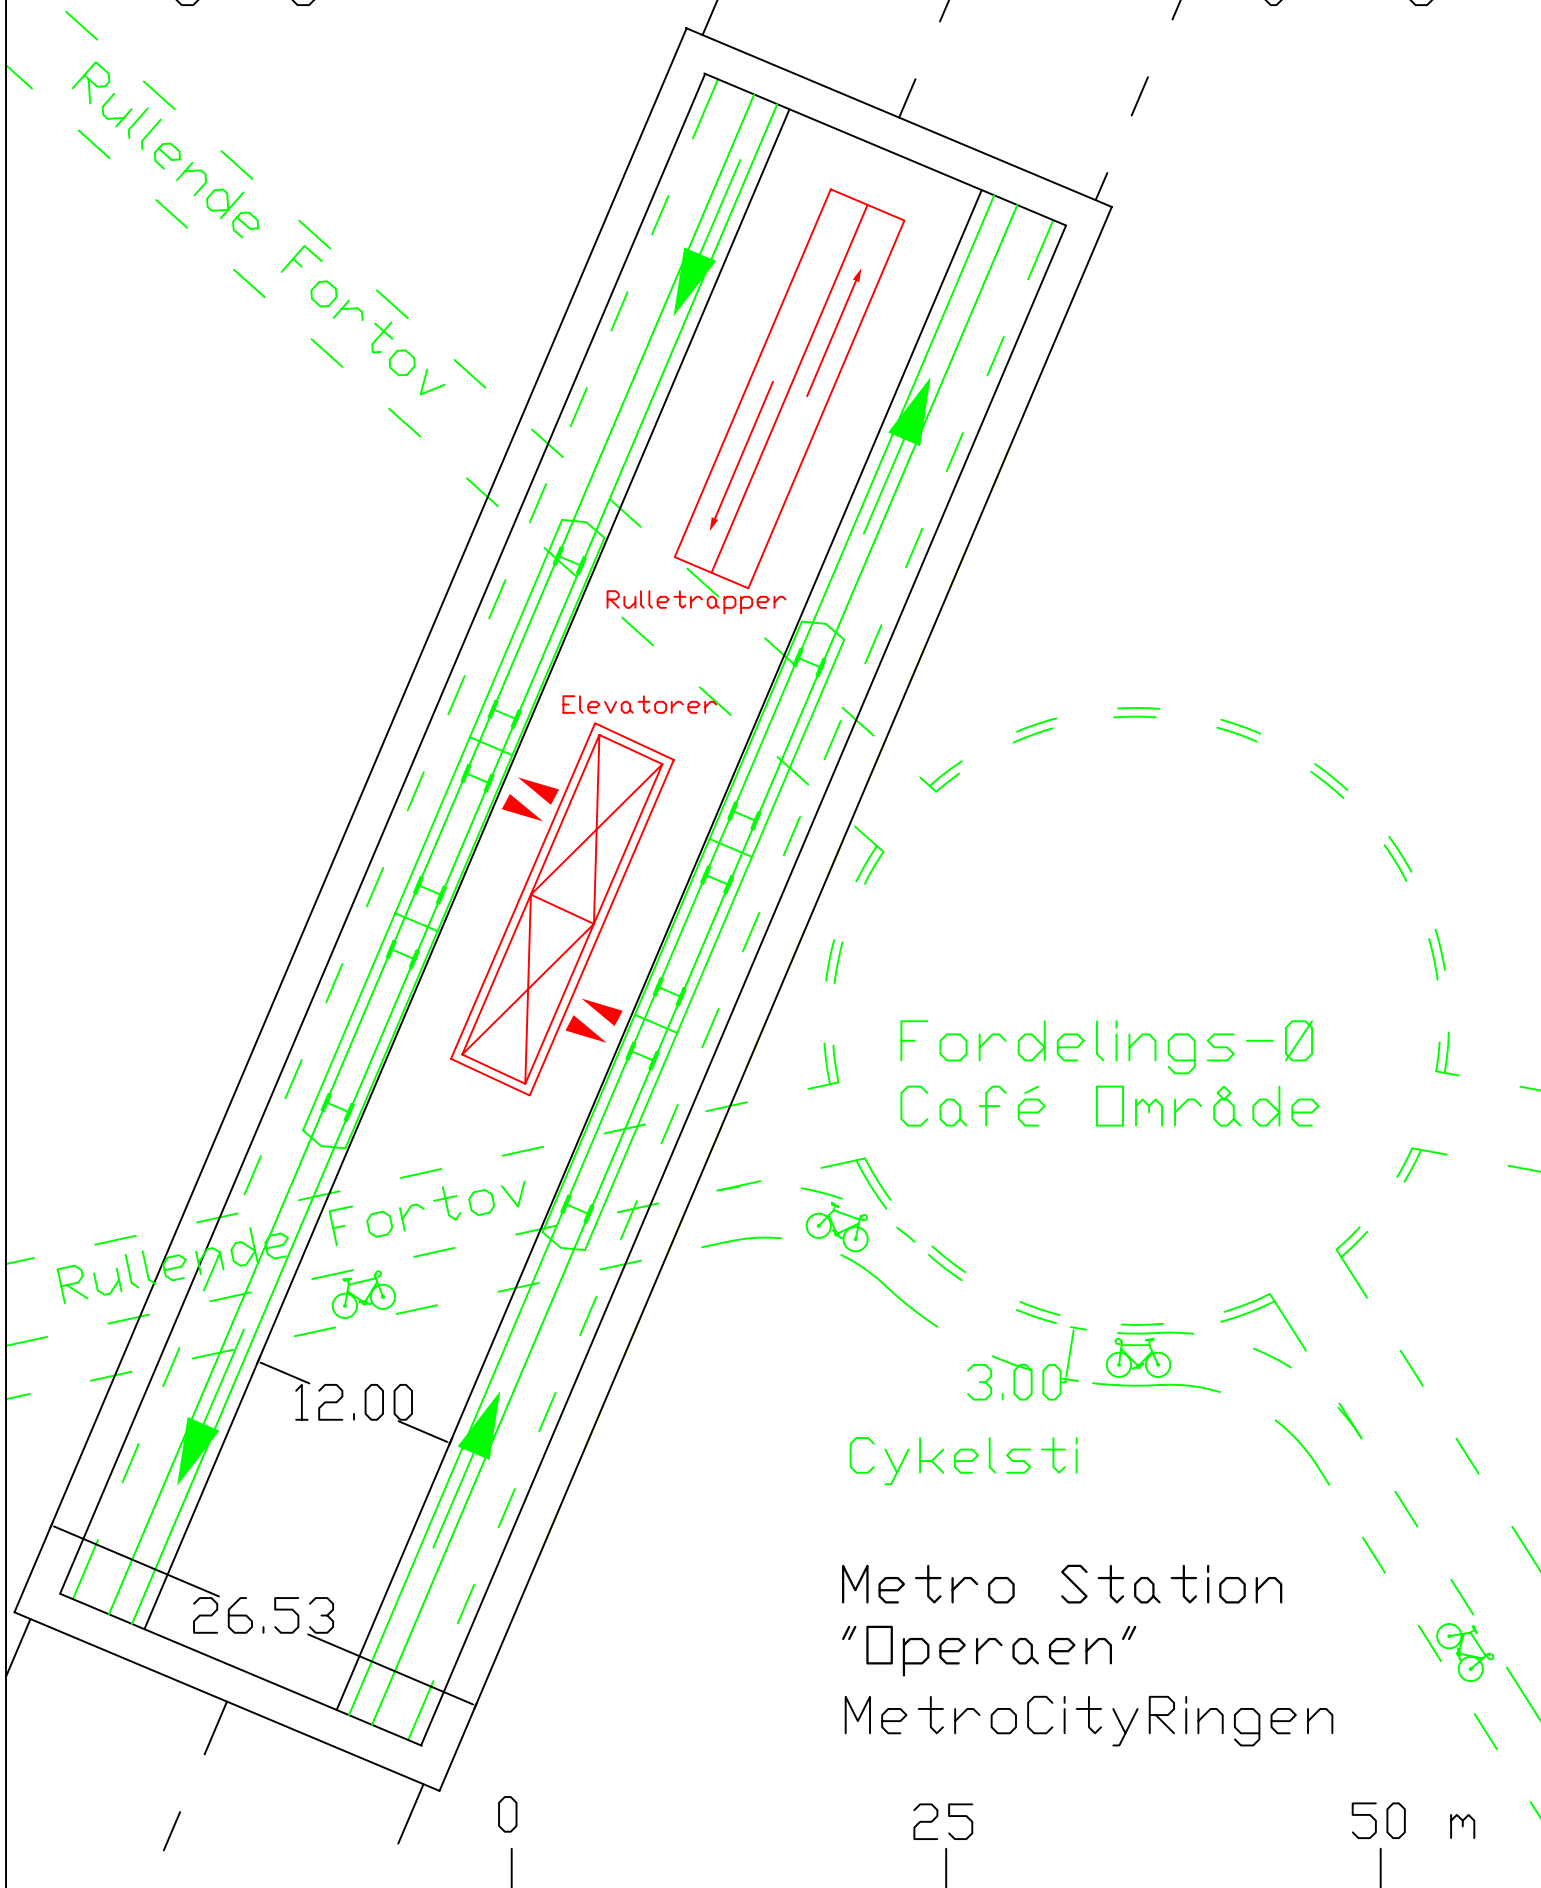 Rullende Fortov
Rulletrapper
Elevatorer
Fordelings-Ø
Café Område
Rullende Fortov
12.00
3.00
Cykelsti
26.53
Metro Station
"Operaen"
MetroCityRingen
0 25 50 m